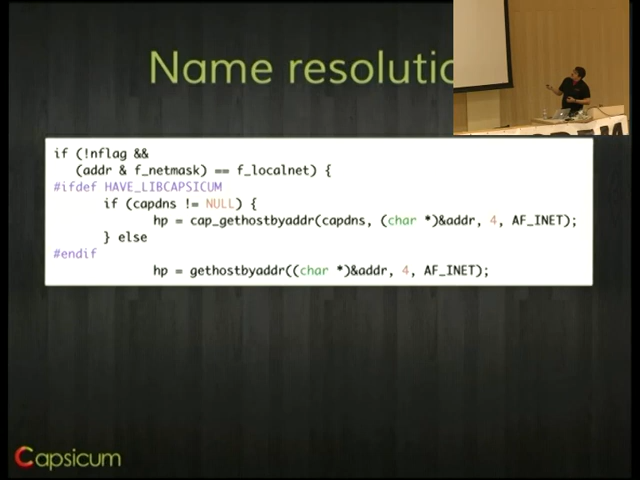 Name resolutio
if (!nflag &&
(addr & f_netmask) == f_localnet) {
#ifdef HAVE_LIBCAPSICUM
if (capdns != NULL) {
hp = cap_gethostbyaddr(capdns, (char *)&addr, 4, AF_INET);
} else
#endif
hp = gethostbyaddr((char *)&addr, 4, AF_INET);
Capsicum